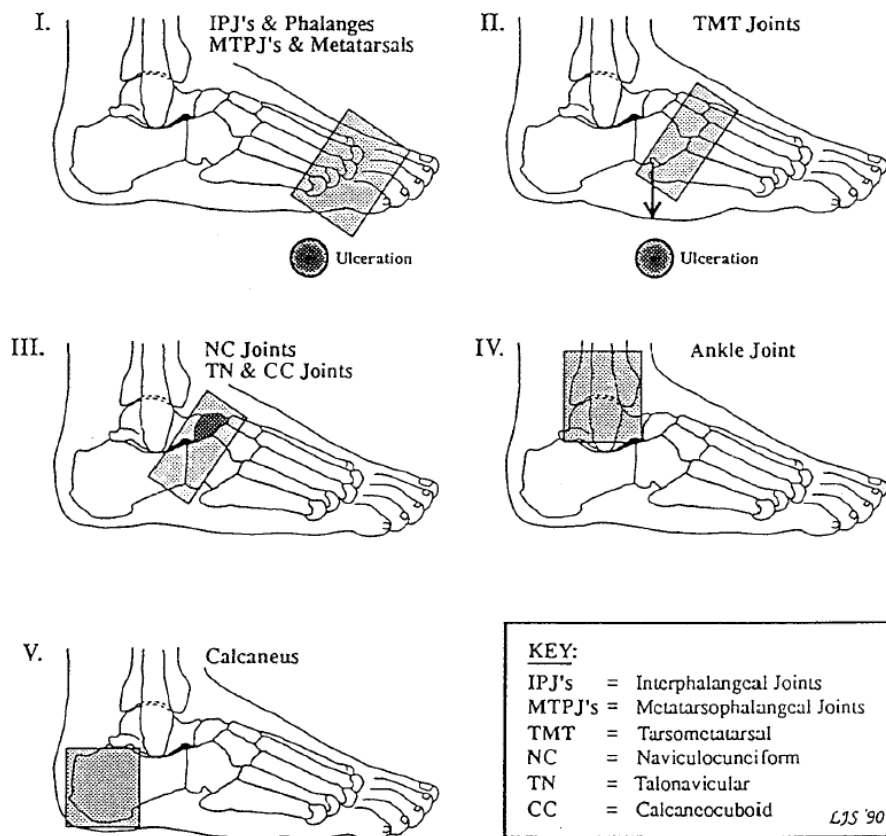 I.
IPJ's & Phalanges
MTPJ's & Metatarsals
Ulceration
II.
TMT Joints
Ulceration
III.
NC Joints
TN & CC Joints
IV.
Ankle Joint
V.
Calcaneus
KEY:
IPJ's = Interphalangeal Joints
MTPJ's = Metatarsophalangeal Joints
TMT = Tarsometatarsal
NC = Naviculocuneiform
TN = Talonavicular
CC = Calcaneocuboid
LJS '90